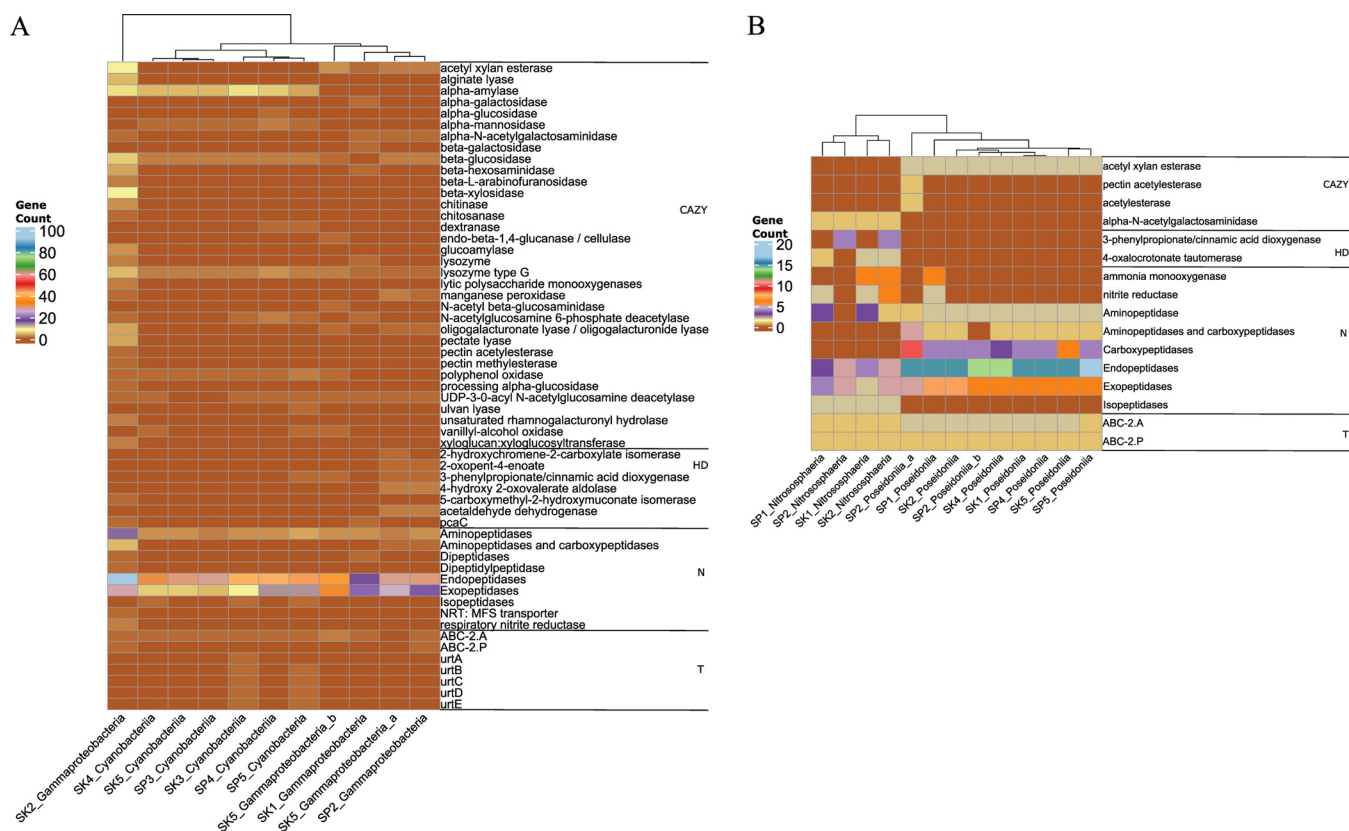 A
acetyl xylan esterase
alginate lyase
alpha-amylase
alpha-galactosidase
alpha-glucosidase
alpha-mannosidase
alpha-N-acetylgalactosaminidase
beta-galactosidase
beta-glucosidase
beta-hexosaminidase
beta-L-arabinofuranosidase
beta-xylosidase
chitinase
chitosanase
dextranase
endo-beta-1,4-glucanase / cellulase
glucoamylase
lysozyme
lysozyme type G
lytic polysaccharide monooxygenases
manganese peroxidase
N-acetyl beta-glucosaminidase
N-acetylglucosamine 6-phosphate deacetylase
oligogalacturonate lyase / oligogalacturonide lyase
pectate lyase
pectin acetylesterase
pectin methylesterase
polyphenol oxidase
processing alpha-glucosidase
UDP-3-0-acyl N-acetylglucosamine deacetylase
ulvan lyase
unsaturated rhamnogalacturonyl hydrolase
vanillyl-alcohol oxidase
xyloglucan:xyloglucosyltransferase
CAZY
2-hydroxychromene-2-carboxylate isomerase
2-oxopent-4-enoate
3-phenylpropionate/cinnamic acid dioxygenase
4-hydroxy 2-oxovalerate aldolase
5-carboxymethyl-2-hydroxymuconate isomerase
acetaldehyde dehydrogenase
pcaC
HD
Aminopeptidases
Aminopeptidases and carboxypeptidases
Dipeptidases
Dipeptidylpeptidase
Endopeptidases
Exopeptidases
Isopeptidases
NRT: MFS transporter
respiratory nitrite reductase
N
ABC-2.A
ABC-2.P
urtA
urtB
urtC
urtD
urtE
T
Gene
Count
100
80
60
40
20
0
SK2_Gammaproteobacteria
SK4_Cyanobacteriia
SK5_Cyanobacteriia
SP3_Cyanobacteriia
SK3_Cyanobacteriia
SP4_Cyanobacteriia
SP5_Cyanobacteriia
SK5_Gammaproteobacteria_b
SK1_Gammaproteobacteria
SK5_Gammaproteobacteria_a
SP2_Gammaproteobacteria
B
acetyl xylan esterase
pectin acetylesterase
acetylesterase
alpha-N-acetylgalactosaminidase
CAZY
3-phenylpropionate/cinnamic acid dioxygenase
4-oxalocrotonate tautomerase
HD
ammonia monooxygenase
nitrite reductase
Aminopeptidase
Aminopeptidases and carboxypeptidases
Carboxypeptidases
Endopeptidases
Exopeptidases
Isopeptidases
N
ABC-2.A
ABC-2.P
T
Gene
Count
20
15
10
5
0
SP1_Nitrososphaeria
SP2_Nitrososphaeria
SK1_Nitrososphaeria
SK2_Nitrososphaeria
SP2_Poseidoniia_a
SP1_Poseidoniia
SK2_Poseidoniia
SP2_Poseidoniia_b
SK4_Poseidoniia
SK1_Poseidoniia
SP4_Poseidoniia
SK5_Poseidoniia
SP5_Poseidoniia